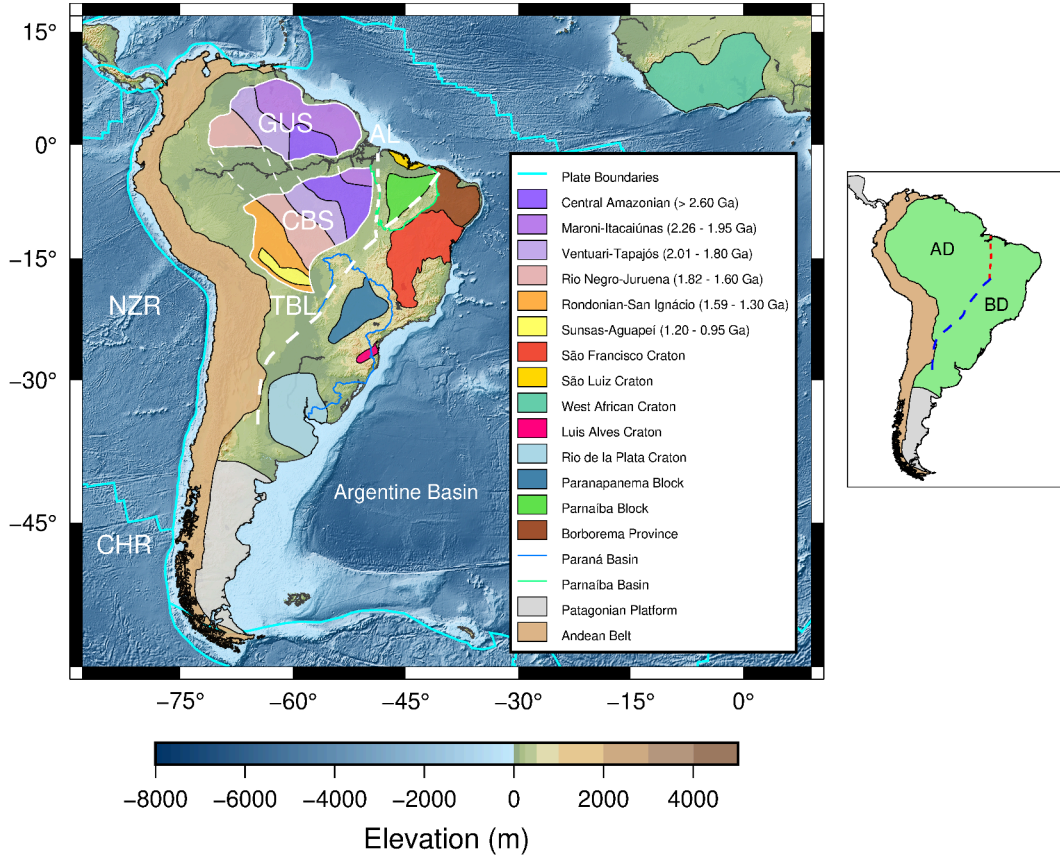 15°
0°
−15°
−30°
−45°
GUS
AL
CBS
TBL
NZR
CHR
Argentine Basin
Plate Boundaries
Central Amazonian (> 2.60 Ga)
Maroni-Itacaiúnas (2.26 - 1.95 Ga)
Ventuari-Tapajós (2.01 - 1.80 Ga)
Rio Negro-Juruena (1.82 - 1.60 Ga)
Rondonian-San Ignácio (1.59 - 1.30 Ga)
Sunsas-Aguapeí (1.20 - 0.95 Ga)
São Francisco Craton
São Luiz Craton
West African Craton
Luis Alves Craton
Rio de la Plata Craton
Paranapanema Block
Parnaíba Block
Borborema Province
Paraná Basin
Parnaíba Basin
Patagonian Platform
Andean Belt
AD
BD
−75° −60° −45° −30° −15° 0°
−8000 −6000 −4000 −2000 0 2000 4000
Elevation (m)